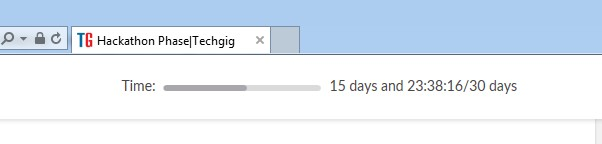 TG Hackathon Phase|Techgig
Time: 15 days and 23:38:16/30 days